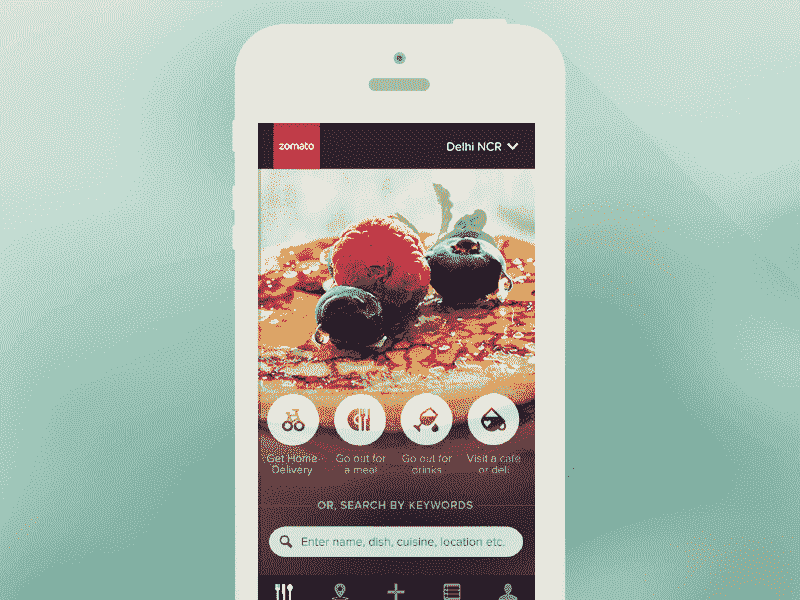 zomato
Delhi NCR
Get Home
Delivery
Go out for
a meal
Go out for
drinks
Visit a café
or deli
OR, SEARCH BY KEYWORDS
Enter name, dish, cuisine, location etc.